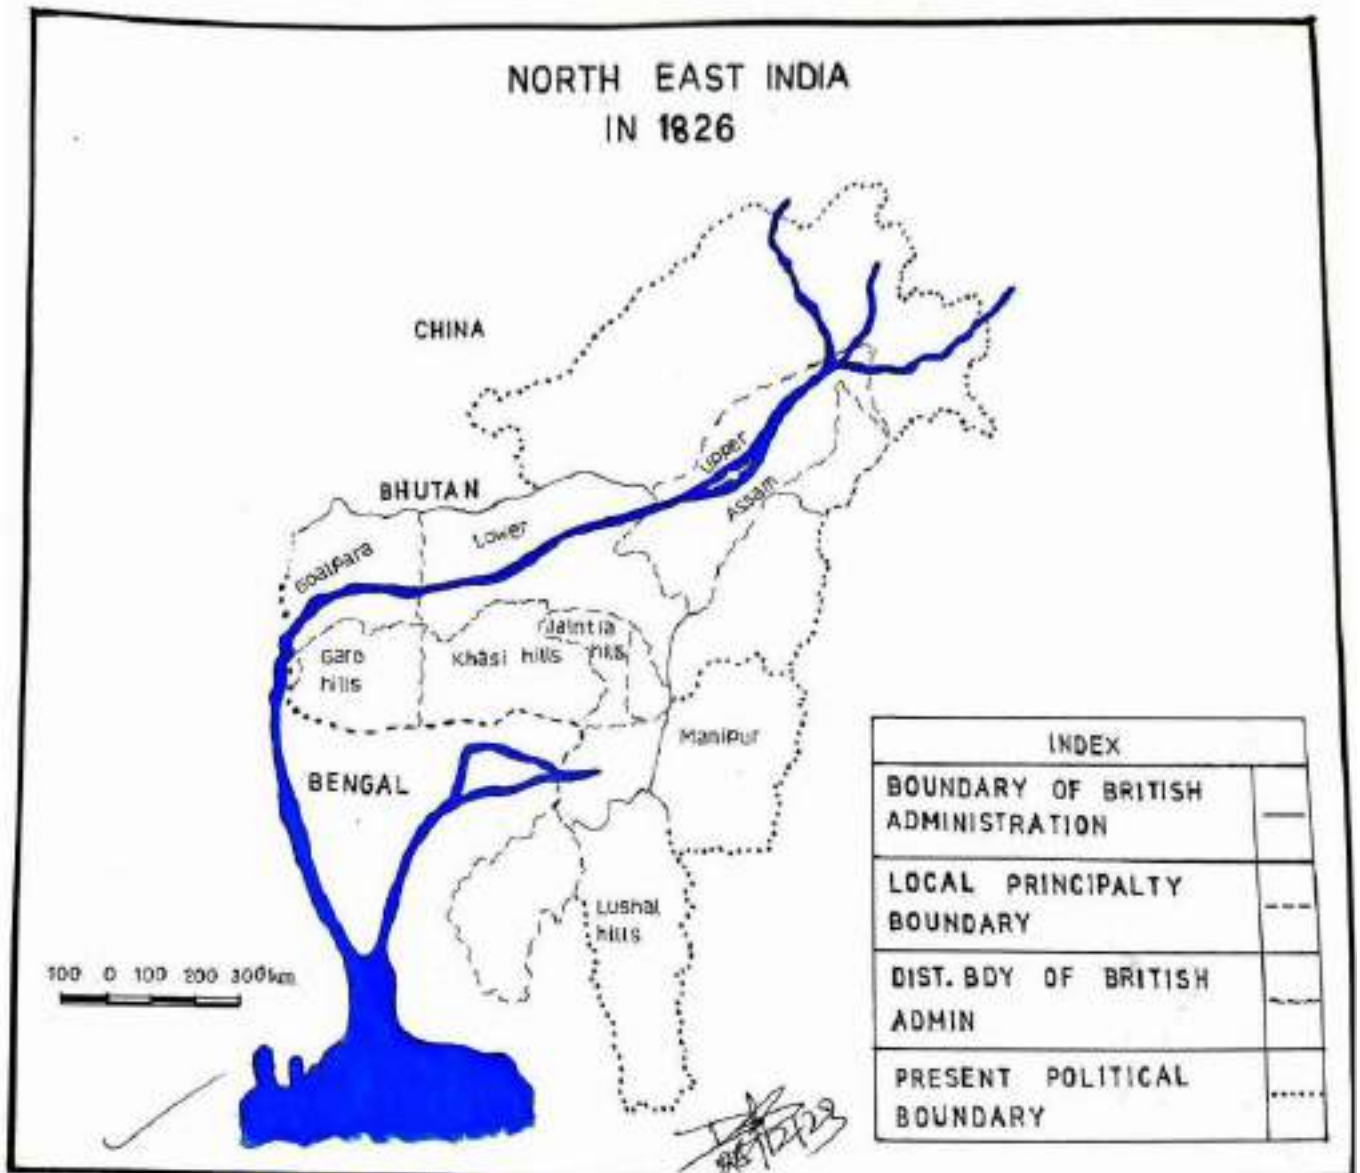 NORTH EAST INDIA
IN 1826
CHINA
BHUTAN
Upper
Assam
Lower
Goalpara
Jaintia
hills
Khasi hills
Garo
hills
Manipur
BENGAL
Lushai
hills
100 0 100 200 300km.
INDEX
BOUNDARY OF BRITISH
ADMINISTRATION
LOCAL PRINCIPALTY
BOUNDARY
DIST. BDY OF BRITISH
ADMIN
PRESENT POLITICAL
BOUNDARY